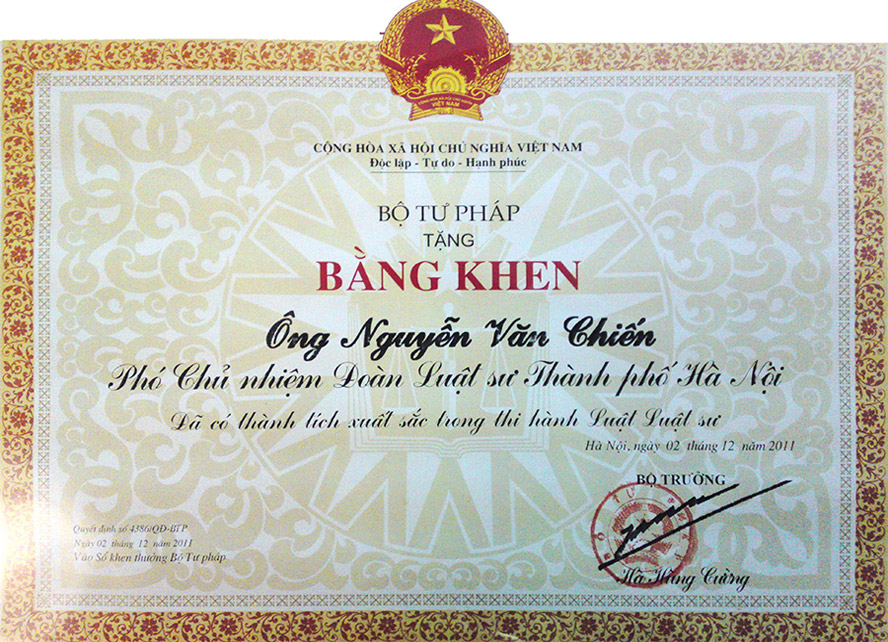 VIỆT NAM
CỘNG HÒA XÃ HỘI CHỦ NGHĨA VIỆT NAM
Độc lập - Tự do - Hạnh phúc
BỘ TƯ PHÁP
TẶNG
BẰNG KHEN
Ông Nguyễn Văn Chiến
Phó Chủ nhiệm Đoàn Luật sư Thành phố Hà Nội
Đã có thành tích xuất sắc trong thi hành Luật Luật sư
Hà Nội, ngày 02 tháng 12 năm 2011
BỘ TRƯỞNG
Hà Hùng Cường
Quyết định số 4386/QĐ-BTP
Ngày 02 tháng 12 năm 2011
Vào Sổ khen thưởng Bộ Tư pháp